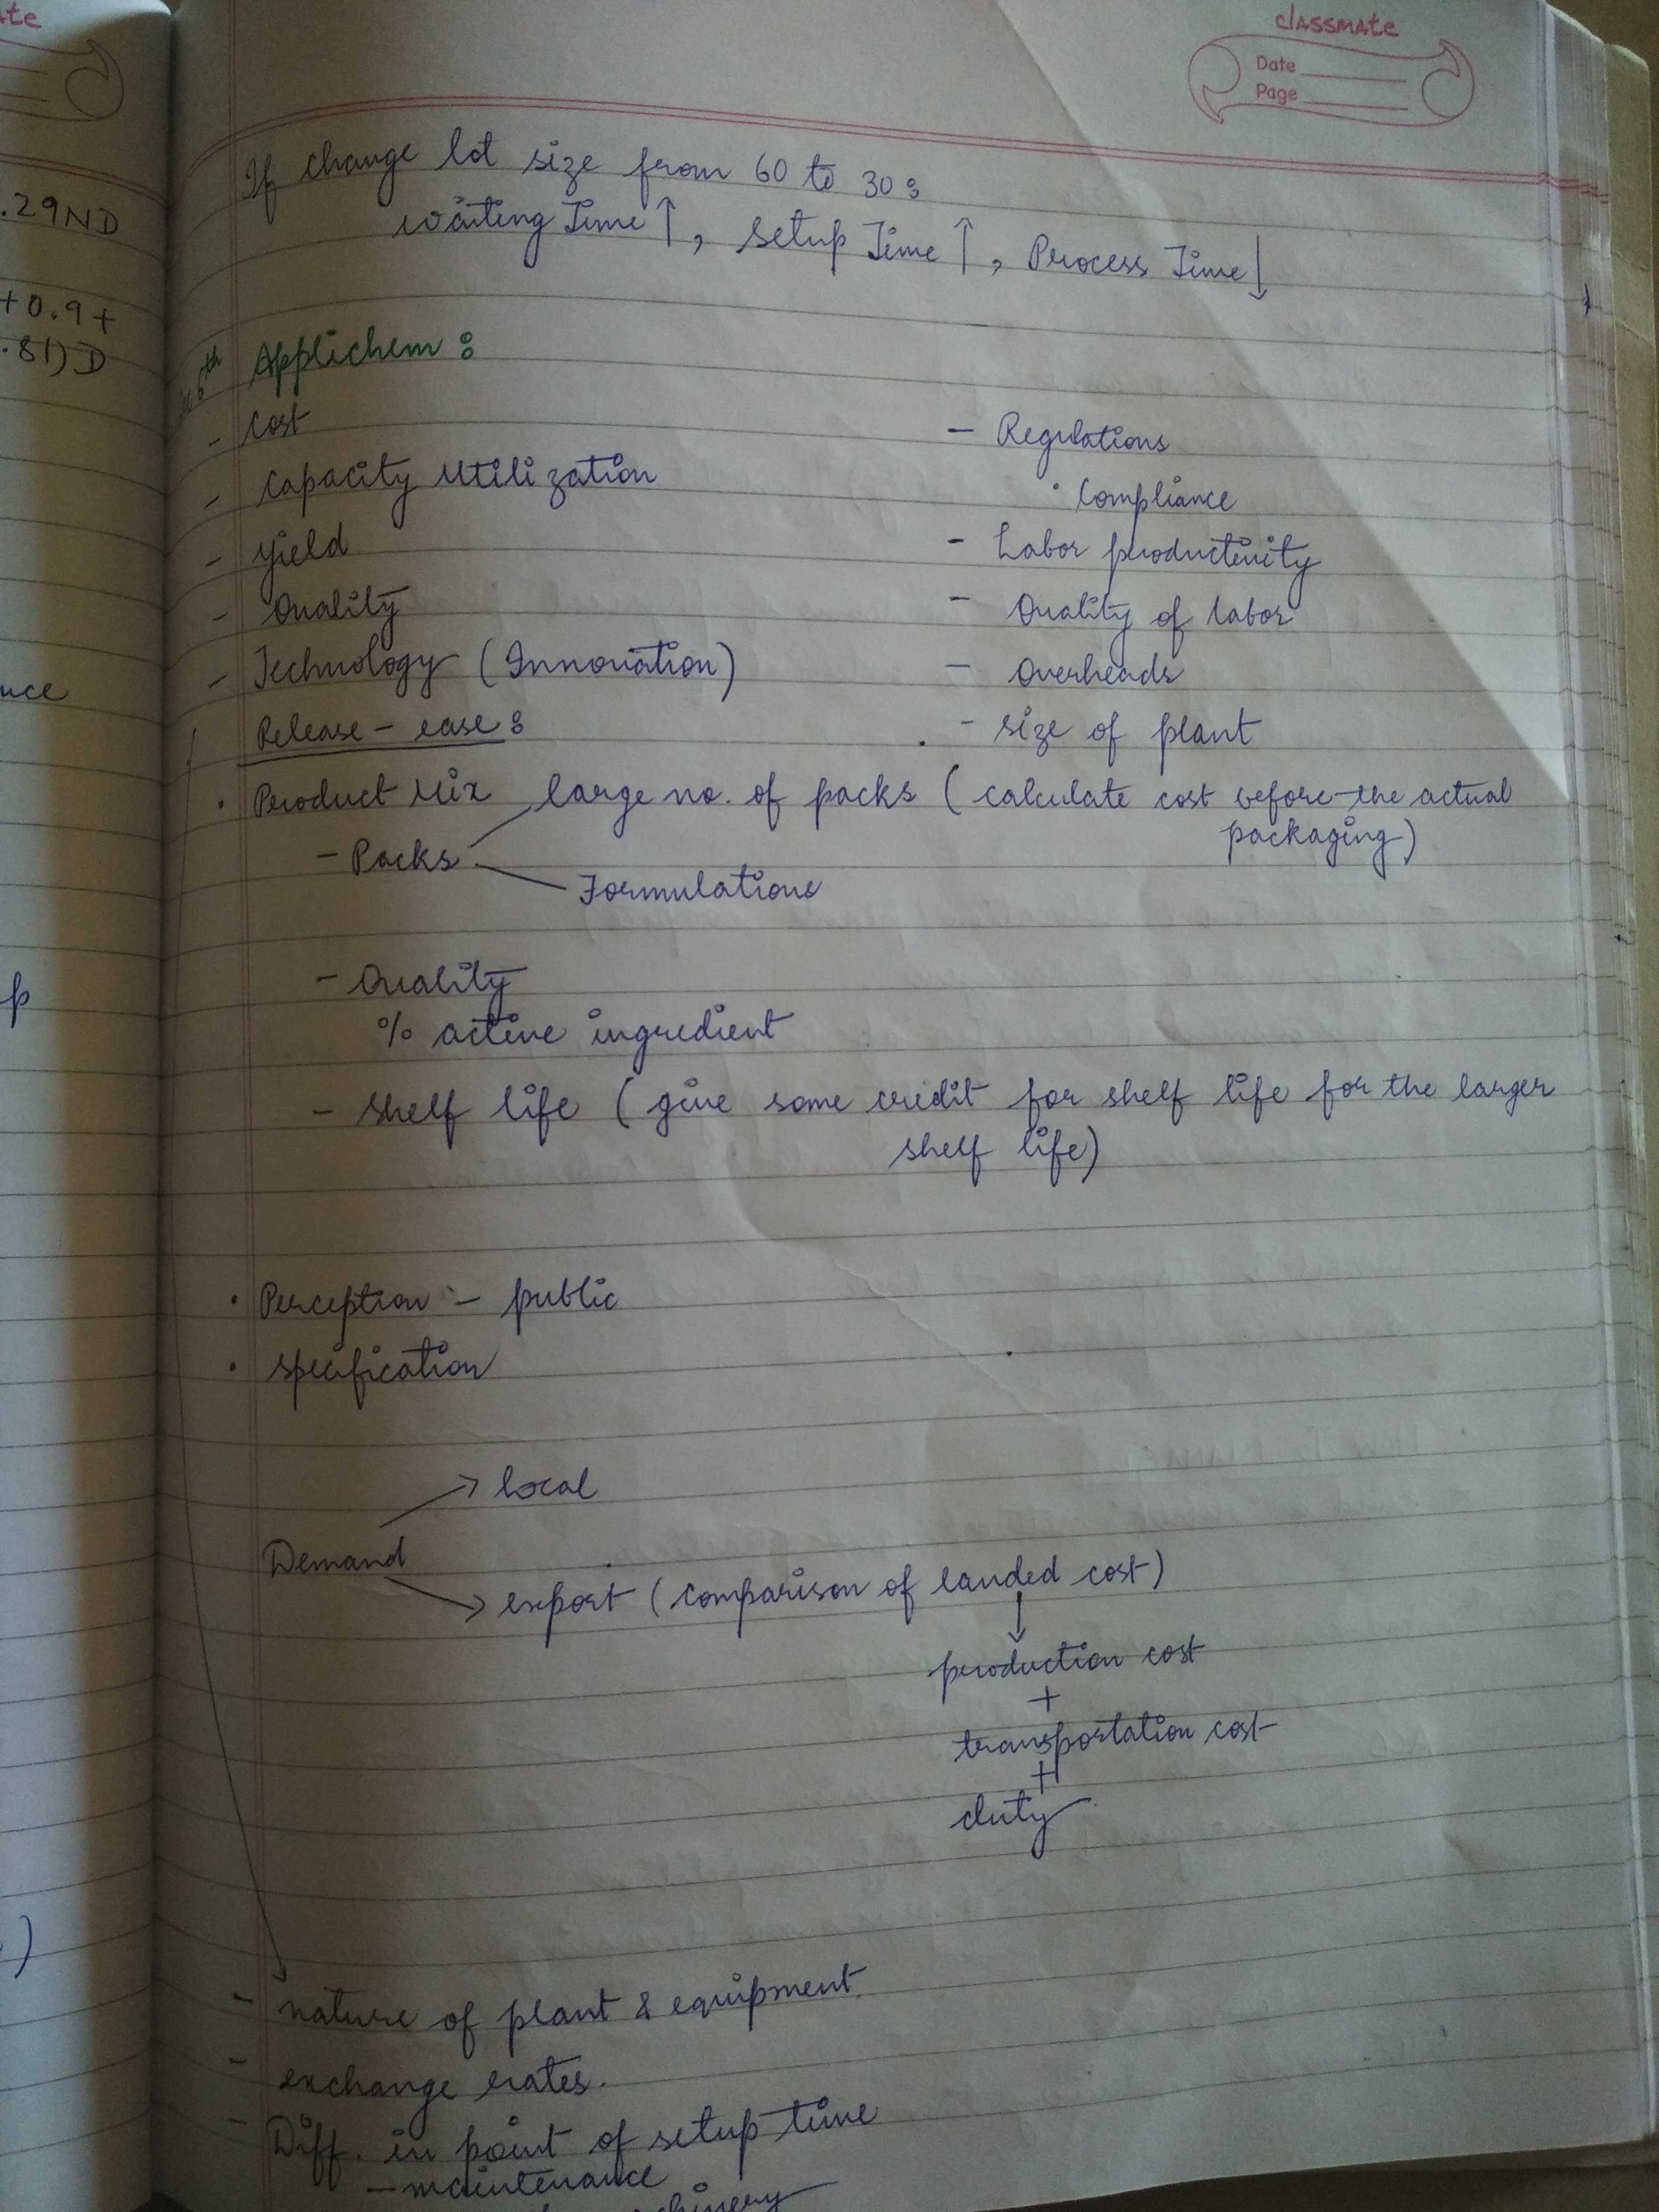 classmate
Date
Page
If change lot size from 60 to 30 :
waiting Time ↑, setup Time ↑, Process Time ↓
Applichem :
- Cost
- Capacity Utilization
- Yield
- Quality
- Technology (Innovation)
- Regulations
• Compliance
- Labor productivity
- Quality of labor
- Overheads
- size of plant
Release - ease :
• Product Mix
large no. of packs (calculate cost before the actual
packaging)
- Packs
Formulations
- Quality
% active ingredient
- shelf life (give some credit for shelf life for the larger
shelf life)
• Perception :- public
• specification
→ local
Demand
→ export (comparison of landed cost)
↓
production cost
+
transportation cost
+
duty
- nature of plant & equipment.
- exchange rates.
- Diff. in point of setup time
- maintenance
.29ND
+0.9+
.81)D